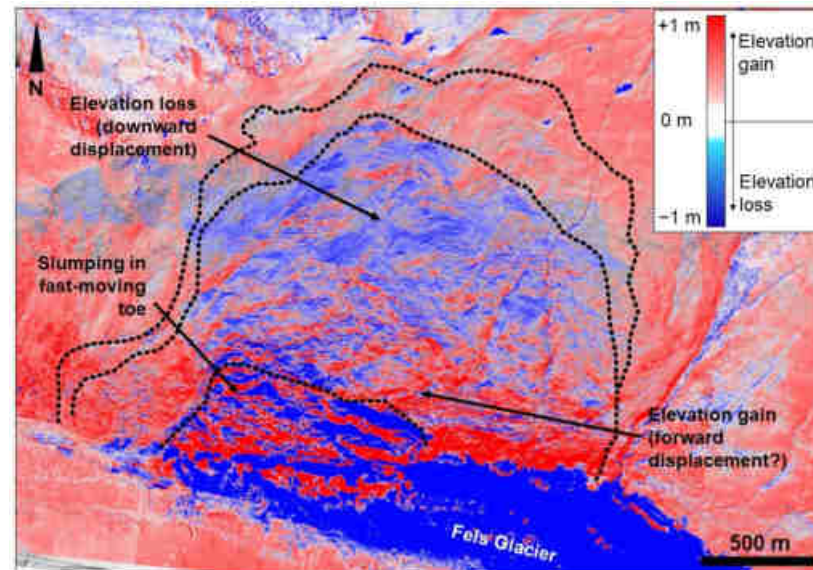 N
Elevation loss
(downward
displacement)
Slumping in
fast-moving
toe
+1 m
0 m
−1 m
Elevation
gain
Elevation
loss
Elevation gain
(forward
displacement?)
Fels Glacier
500 m